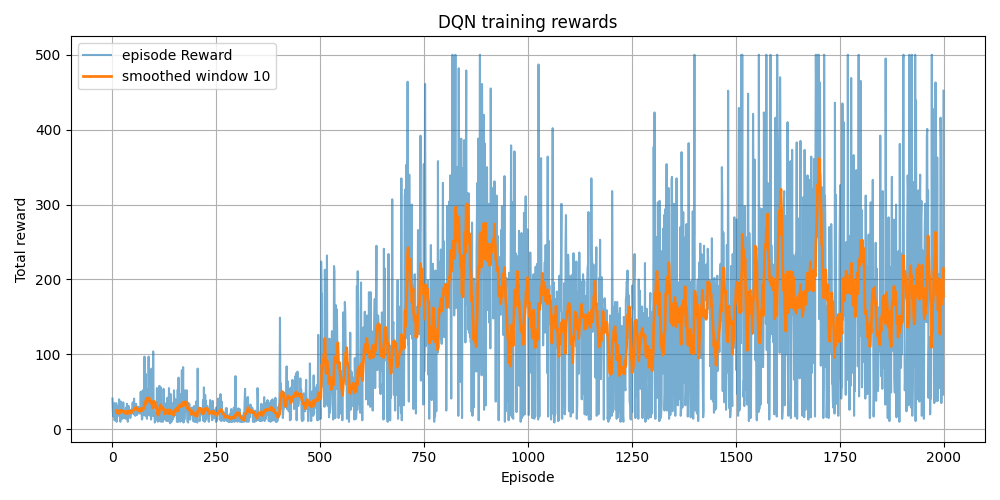 DQN training rewards
episode Reward
smoothed window 10
Total reward
500
400
300
200
100
0
0 250 500 750 1000 1250 1500 1750 2000
Episode